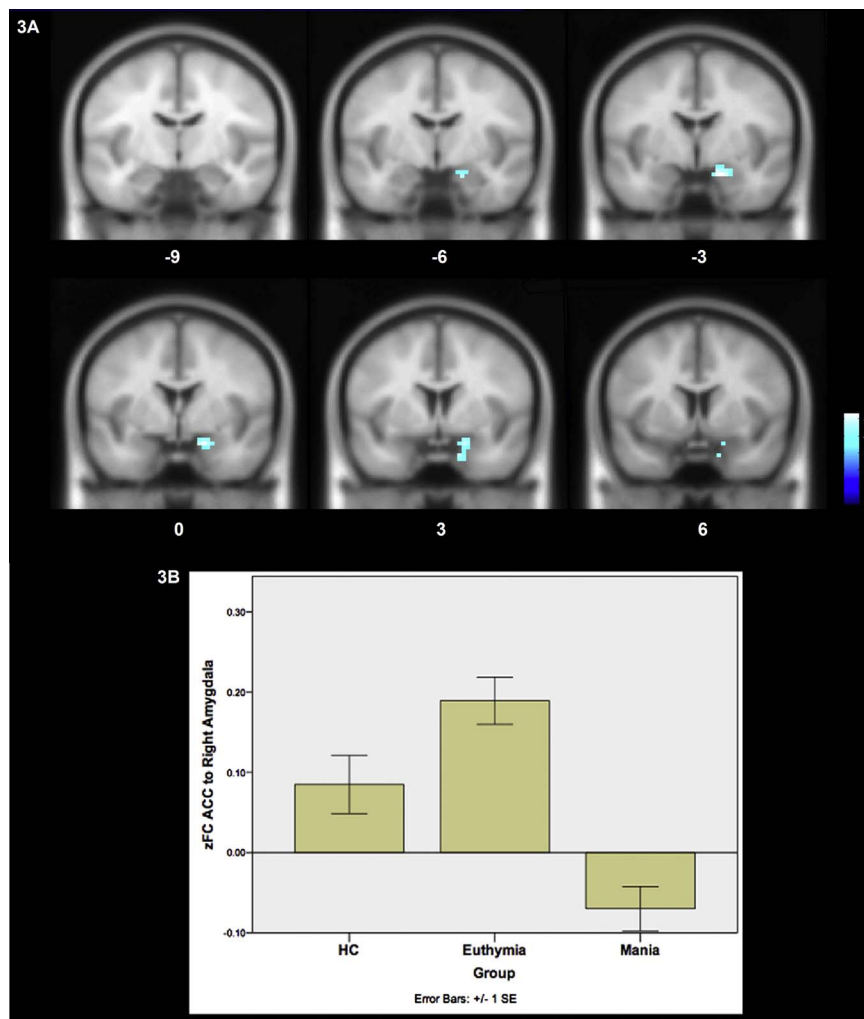 3A
-9 -6 -3
0 3 6
3B
0.30
0.20
0.10
0.00
-0.10
zFC ACC to Right Amygdala
HC Euthymia Mania
Group
Error Bars: +/- 1 SE